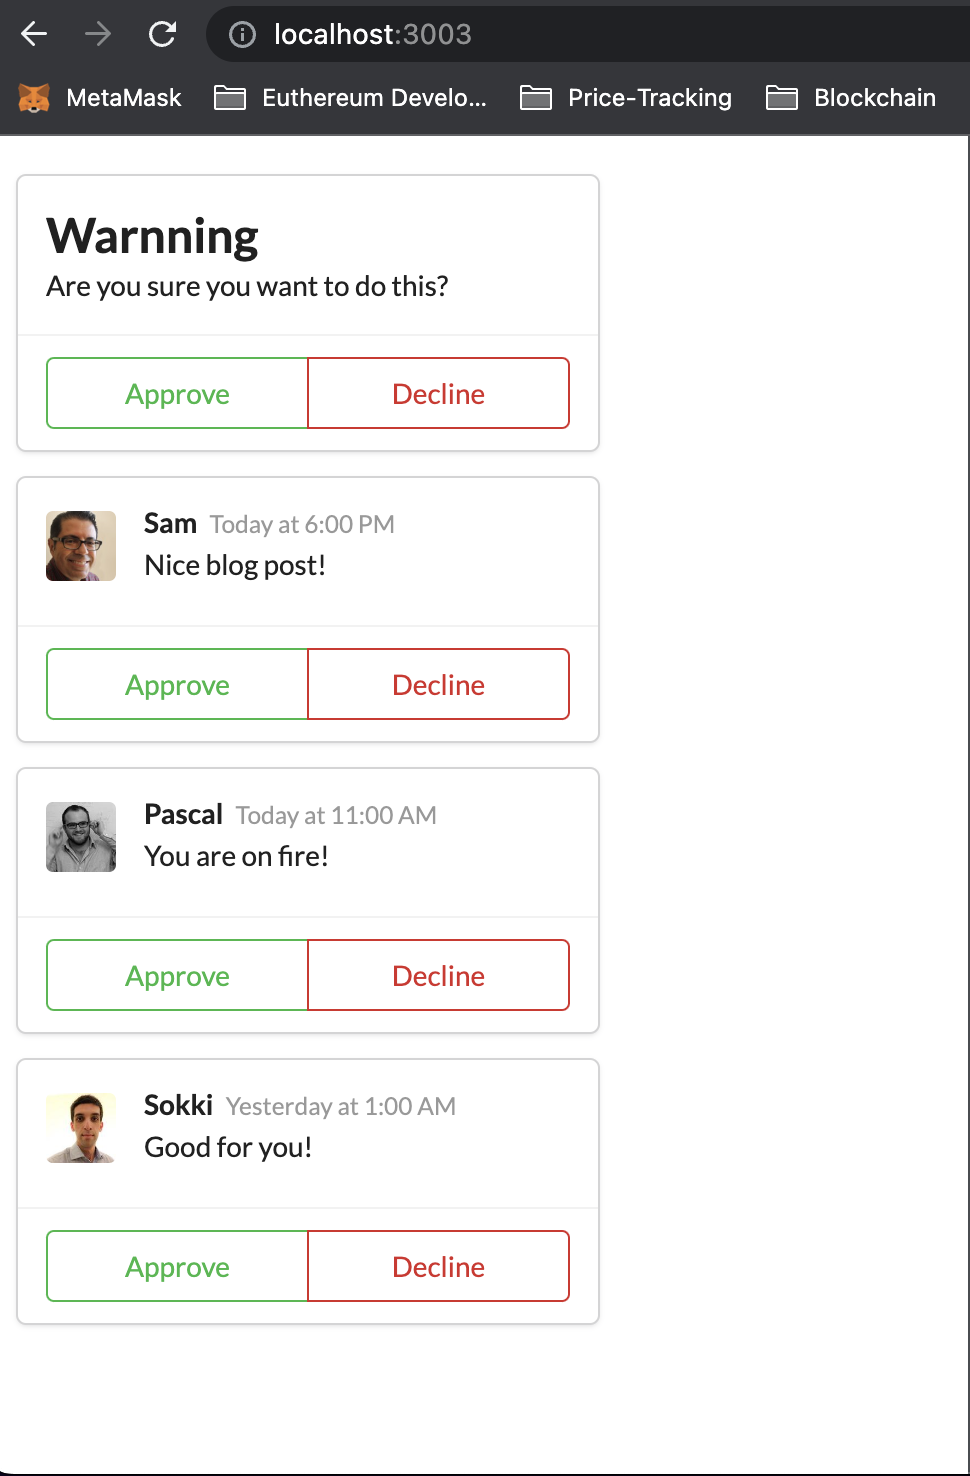 localhost:3003
MetaMask Euthereum Develo... Price-Tracking Blockchain
Warnning
Are you sure you want to do this?
Approve Decline
Sam Today at 6:00 PM
Nice blog post!
Approve Decline
Pascal Today at 11:00 AM
You are on fire!
Approve Decline
Sokki Yesterday at 1:00 AM
Good for you!
Approve Decline